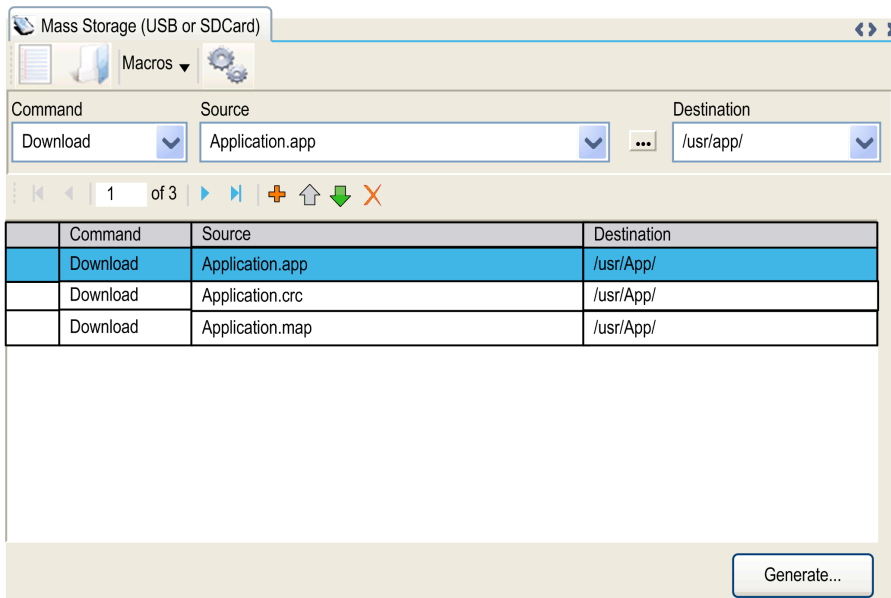 Mass Storage (USB or SDCard)
Macros
Command Source Destination
Download Application.app ... /usr/app/
1 of 3
Command Source Destination
Download Application.app /usr/App/
Download Application.crc /usr/App/
Download Application.map /usr/App/
Generate...